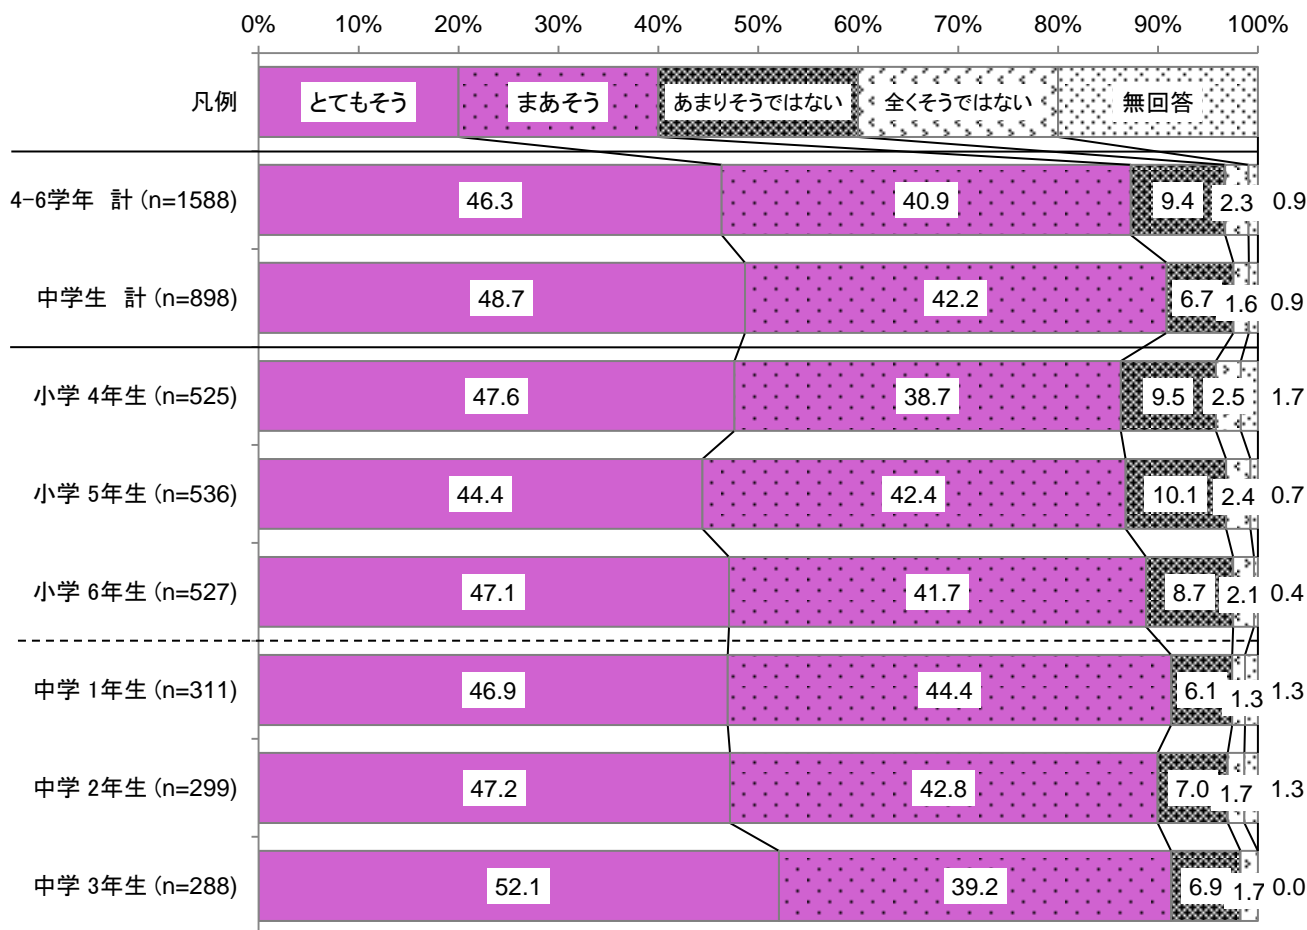 0% 10% 20% 30% 40% 50% 60% 70% 80% 90% 100%
凡例 とてもそう まあそう あまりそうではない 全くそうではない 無回答
4-6学年 計 (n=1588) 46.3 40.9 9.4 2.3 0.9
中学生 計 (n=898) 48.7 42.2 6.7 1.6 0.9
小学 4年生 (n=525) 47.6 38.7 9.5 2.5 1.7
小学 5年生 (n=536) 44.4 42.4 10.1 2.4 0.7
小学 6年生 (n=527) 47.1 41.7 8.7 2.1 0.4
中学 1年生 (n=311) 46.9 44.4 6.1 1.3 1.3
中学 2年生 (n=299) 47.2 42.8 7.0 1.7 1.3
中学 3年生 (n=288) 52.1 39.2 6.9 1.7 0.0